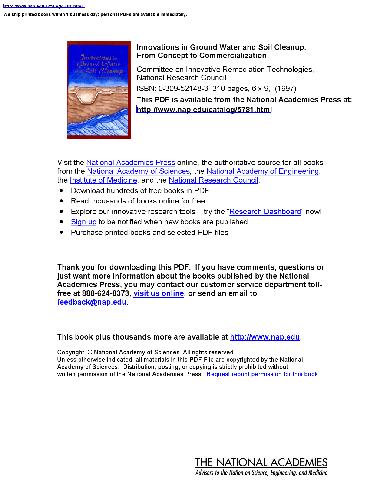 We ship printed books within 1 business day; personal PDFs are available immediately.
Innovations in Ground Water and Soil Cleanup:
From Concept to Commercialization
Committee on Innovative Remediation Technologies,
National Research Council
ISBN: 0-309-52148-3, 310 pages, 6 x 9, (1997)
This PDF is available from the National Academies Press at:
http://www.nap.edu/catalog/5781.html
Visit the National Academies Press online, the authoritative source for all books
from the National Academy of Sciences, the National Academy of Engineering,
the Institute of Medicine, and the National Research Council:
• Download hundreds of free books in PDF
• Read thousands of books online for free
• Explore our innovative research tools – try the "Research Dashboard" now!
• Sign up to be notified when new books are published
• Purchase printed books and selected PDF files
Thank you for downloading this PDF. If you have comments, questions or
just want more information about the books published by the National
Academies Press, you may contact our customer service department toll-
free at 888-624-8373, visit us online, or send an email to
feedback@nap.edu.
This book plus thousands more are available at http://www.nap.edu.
Copyright © National Academy of Sciences. All rights reserved.
Unless otherwise indicated, all materials in this PDF File are copyrighted by the National
Academy of Sciences. Distribution, posting, or copying is strictly prohibited without
written permission of the National Academies Press. Request reprint permission for this book.
THE NATIONAL ACADEMIES
Advisers to the Nation on Science, Engineering, and Medicine